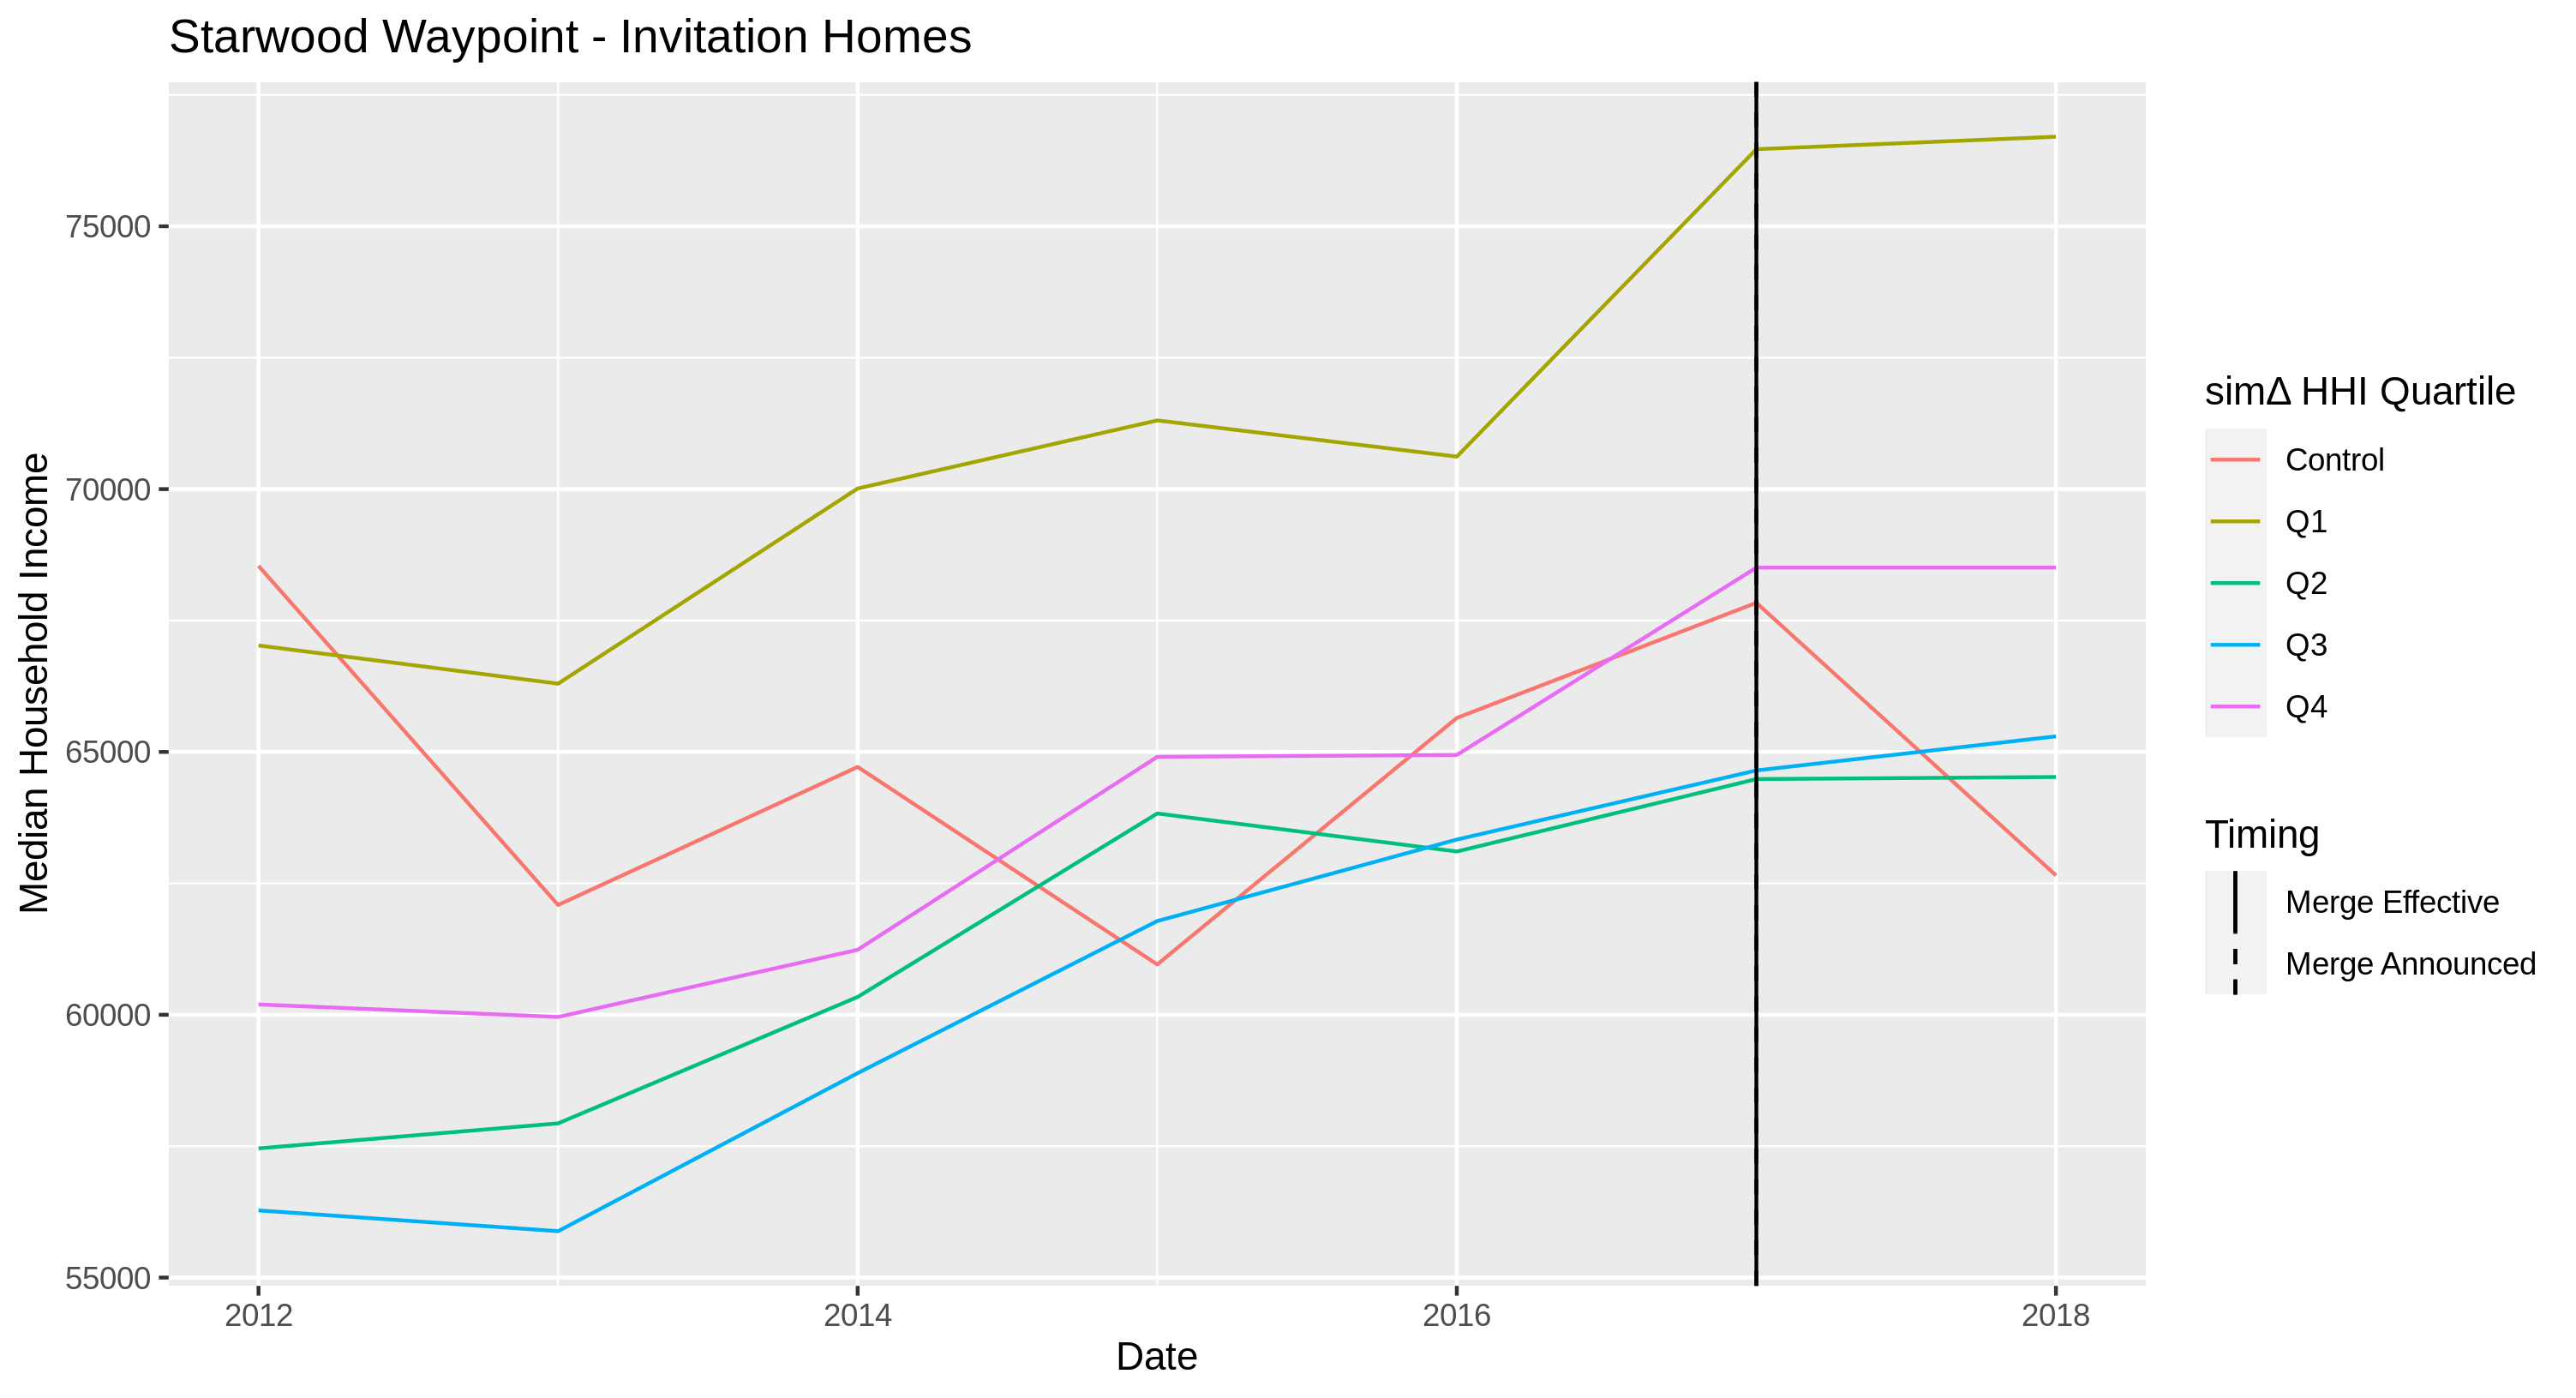 Starwood Waypoint - Invitation Homes
Median Household Income
75000
70000
65000
60000
55000
2012
2014
2016
2018
Date
simΔ HHI Quartile
Control
Q1
Q2
Q3
Q4
Timing
Merge Effective
Merge Announced